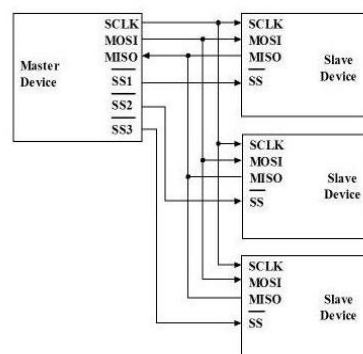 Master
Device
SCLK
MOSI
MISO
SS1
SS2
SS3
SCLK
MOSI
MISO
SS
Slave
Device
SCLK
MOSI
MISO
SS
Slave
Device
SCLK
MOSI
MISO
SS
Slave
Device